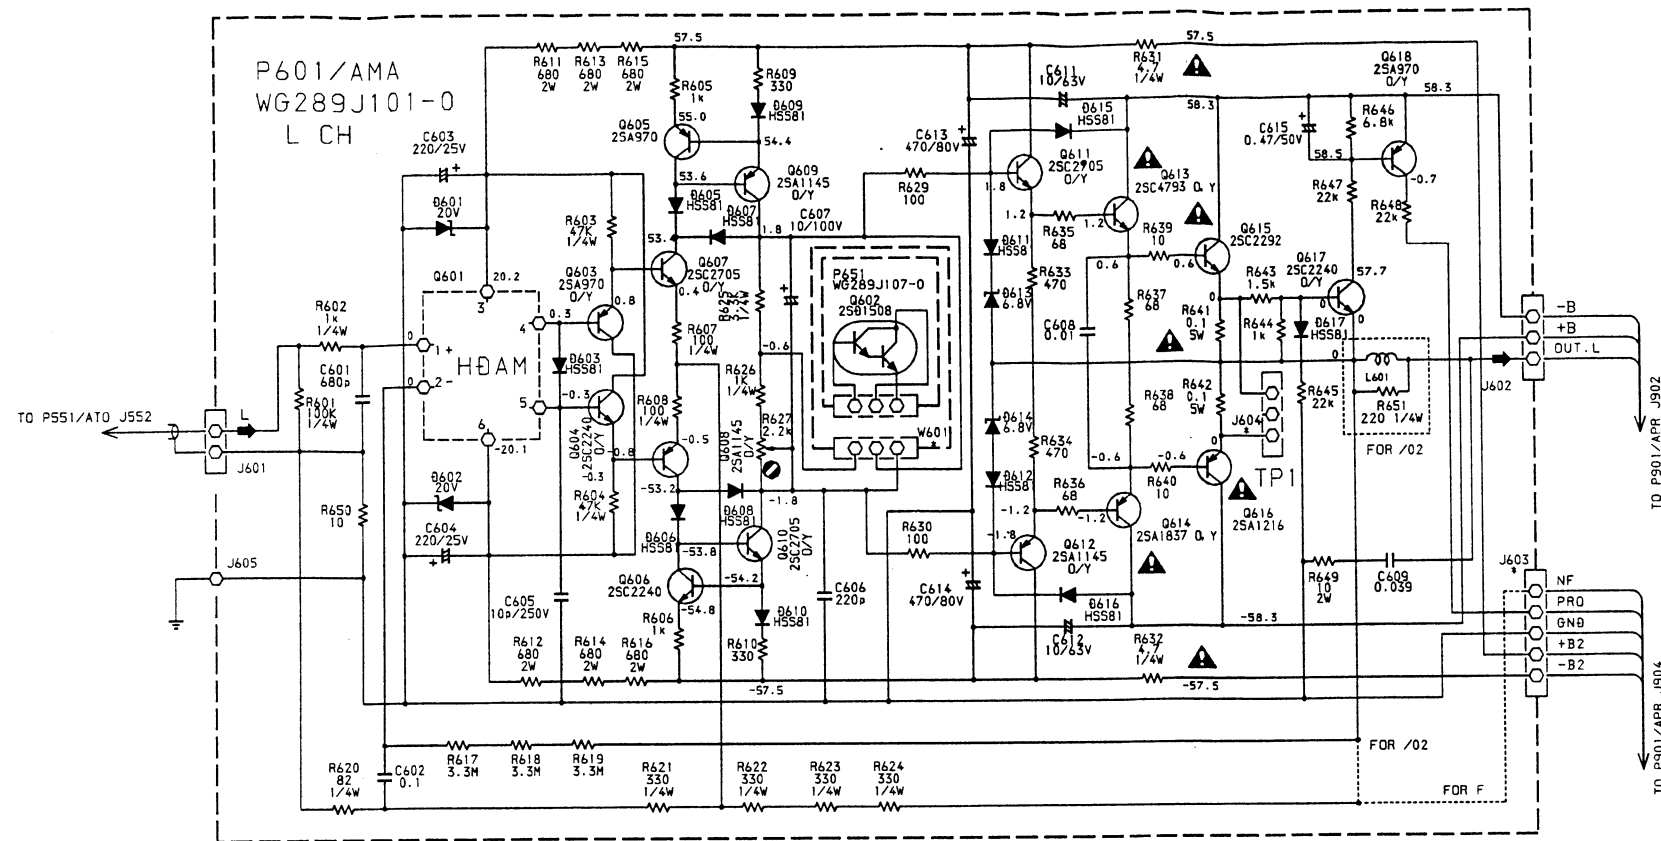 P601/AMA
WG289J101-0
L CH
57.5
R611
680
2W
R613
680
2W
R615
680
2W
R605
1k
R609
330
D609
HSS81
55.0
Q605
2SA970
54.4
C603
220/25V
+
D601
20V
53.6
Q609
2SA1145
O/Y
D605
HSS81
D607
HSS81
C607
10/100V
1.8
R603
47K
1/4W
53.4
Q607
2SC2705
O/Y
0.4
Q601
20.2
3
Q603
2SA970
O/Y
0.8
4
0.3
R625
1/4W
R602
1k
1/4W
0
1+
HDAM
0
2-
C601
680p
R601
100K
1/4W
D603
HSS81
5
-0.3
R607
100
1/4W
-0.6
R608
100
1/4W
R626
1K
1/4W
R627
2.2k
6
-20.1
Q604
2SC2240
O/Y
-0.3
-0.8
-0.5
Q608
2SA1145
O/Y
TO P551/ATO J552
L
J601
D602
20V
R604
47K
1/4W
-53.2
-1.8
D608
HSS81
R650
10
C604
220/25V
+
D606
HSS81
-53.8
Q610
2SC2705
O/Y
J605
Q606
2SC2240
-54.2
-54.8
C605
10p/250V
R606
1k
D610
HSS81
R610
330
C606
220p
R612
680
2W
R614
680
2W
R616
680
2W
-57.5
P651
WG289J107-0
Q602
2SD1508
W601
*
C613
470/80V
+
C611
10/63V
R631
4.7
1/4W
57.5
D615
HSS81
58.3
Q618
2SA970
O/Y
58.3
R629
100
Q611
2SC2705
O/Y
1.8
Q613
2SC4793 O,Y
C615
0.47/50V
+
R646
6.8k
58.5
-0.7
R647
22k
R648
22k
1.2
R635
68
1.2
R639
10
Q615
2SC2292
D611
HSS81
0.6
0.6
Q617
2SC2240
O/Y
57.7
D613
6.8V
R633
470
R637
68
0
R643
1.5k
0
0
C608
0.01
R641
0.1
5W
R644
1k
D617
HSS81
0
L601
R651
220 1/4W
FOR /02
-B
+B
OUT.L
J602
TO P901/APR J902
D614
6.8V
R634
470
R638
68
R642
0.1
5W
J604
*
R645
22k
0
TP1
-0.6
-0.6
R640
10
D612
HSS81
R636
68
-1.2
-1.2
Q614
2SA1837 O,Y
Q616
2SA1216
R630
100
-1.8
Q612
2SA1145
O/Y
C614
470/80V
+
D616
HSS81
-58.3
R649
10
2W
C609
0.039
C612
10/63V
R632
4.7
1/4W
-57.5
J603
*
NF
PRO
GND
+B2
-B2
TO P901/APR J904
R617
3.3M
R618
3.3M
R619
3.3M
FOR /02
R620
82
1/4W
C602
0.1
R621
330
1/4W
R622
330
1/4W
R623
330
1/4W
R624
330
1/4W
FOR F